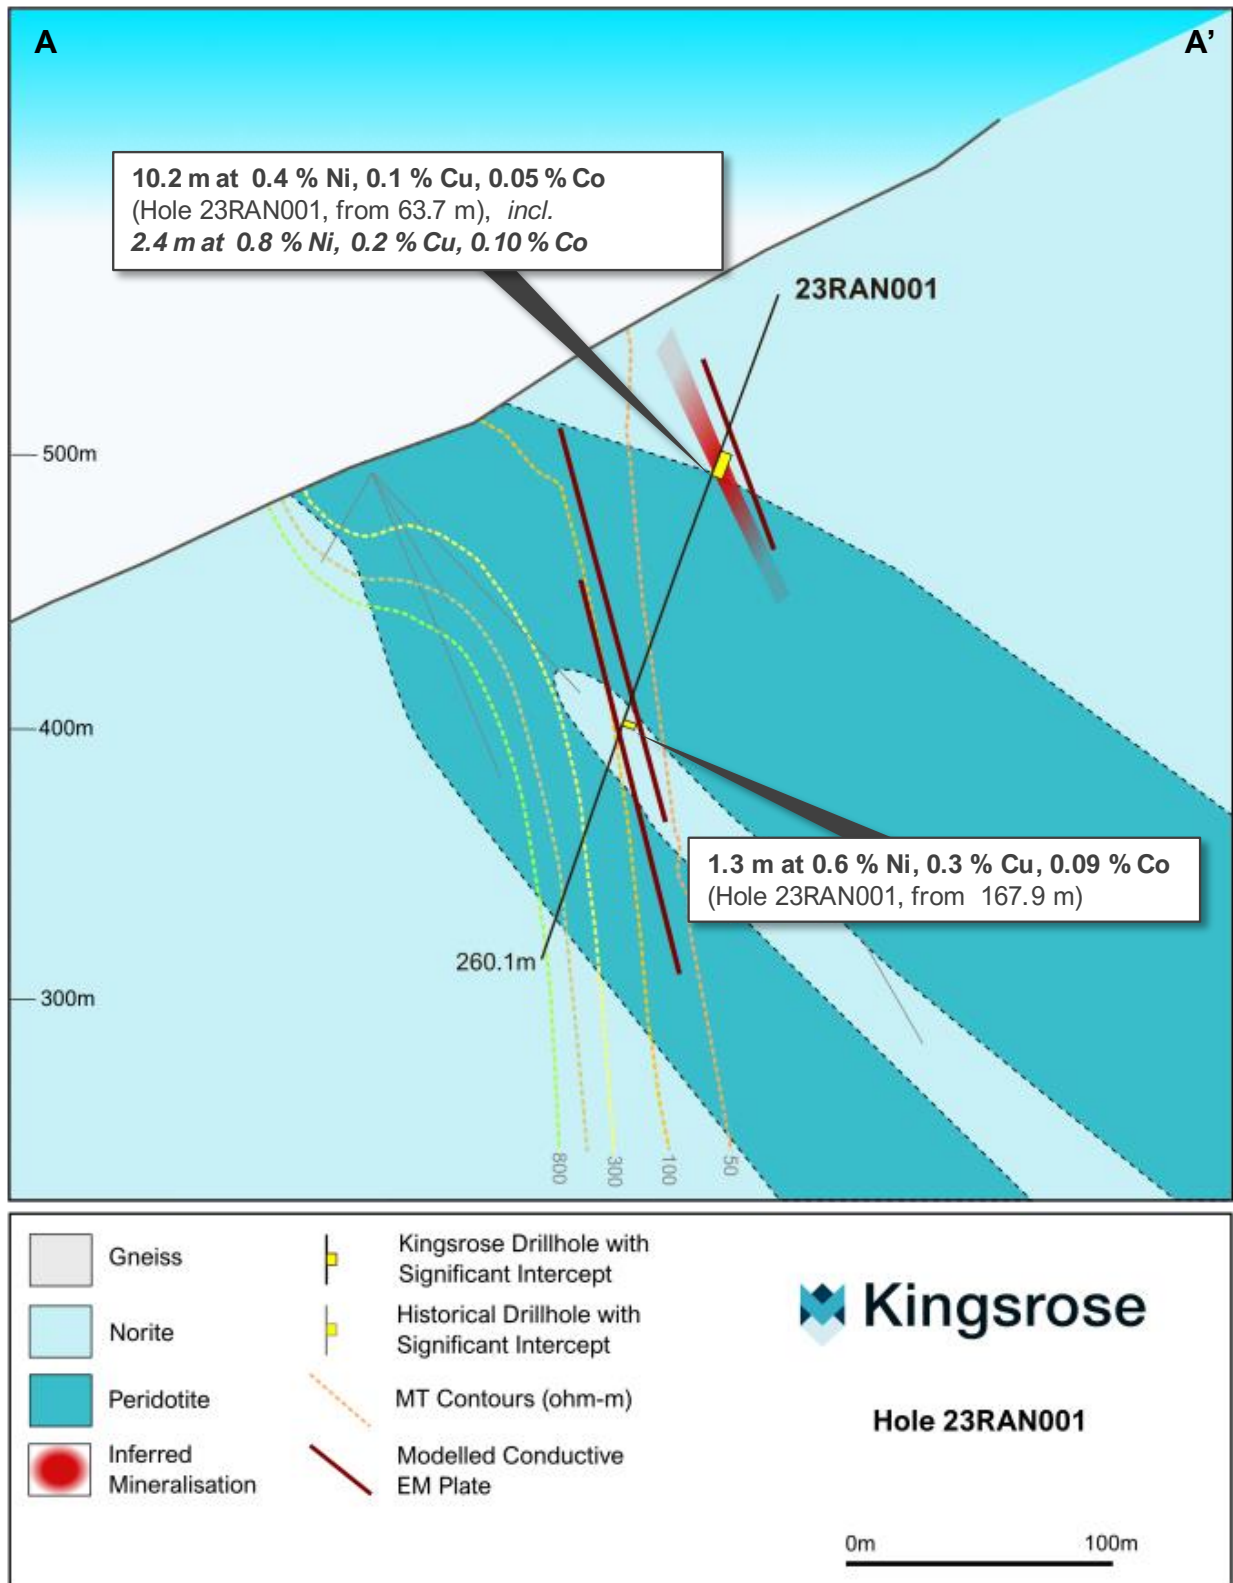 A
A’
10.2 m at 0.4 % Ni, 0.1 % Cu, 0.05 % Co
(Hole 23RAN001, from 63.7 m), incl.
2.4 m at 0.8 % Ni, 0.2 % Cu, 0.10 % Co
23RAN001
500m
400m
1.3 m at 0.6 % Ni, 0.3 % Cu, 0.09 % Co
(Hole 23RAN001, from 167.9 m)
260.1m
300m
800
300
100
50
Gneiss
Norite
Peridotite
Inferred
Mineralisation
Kingsrose Drillhole with
Significant Intercept
Historical Drillhole with
Significant Intercept
MT Contours (ohm-m)
Modelled Conductive
EM Plate
Kingsrose
Hole 23RAN001
0m
100m